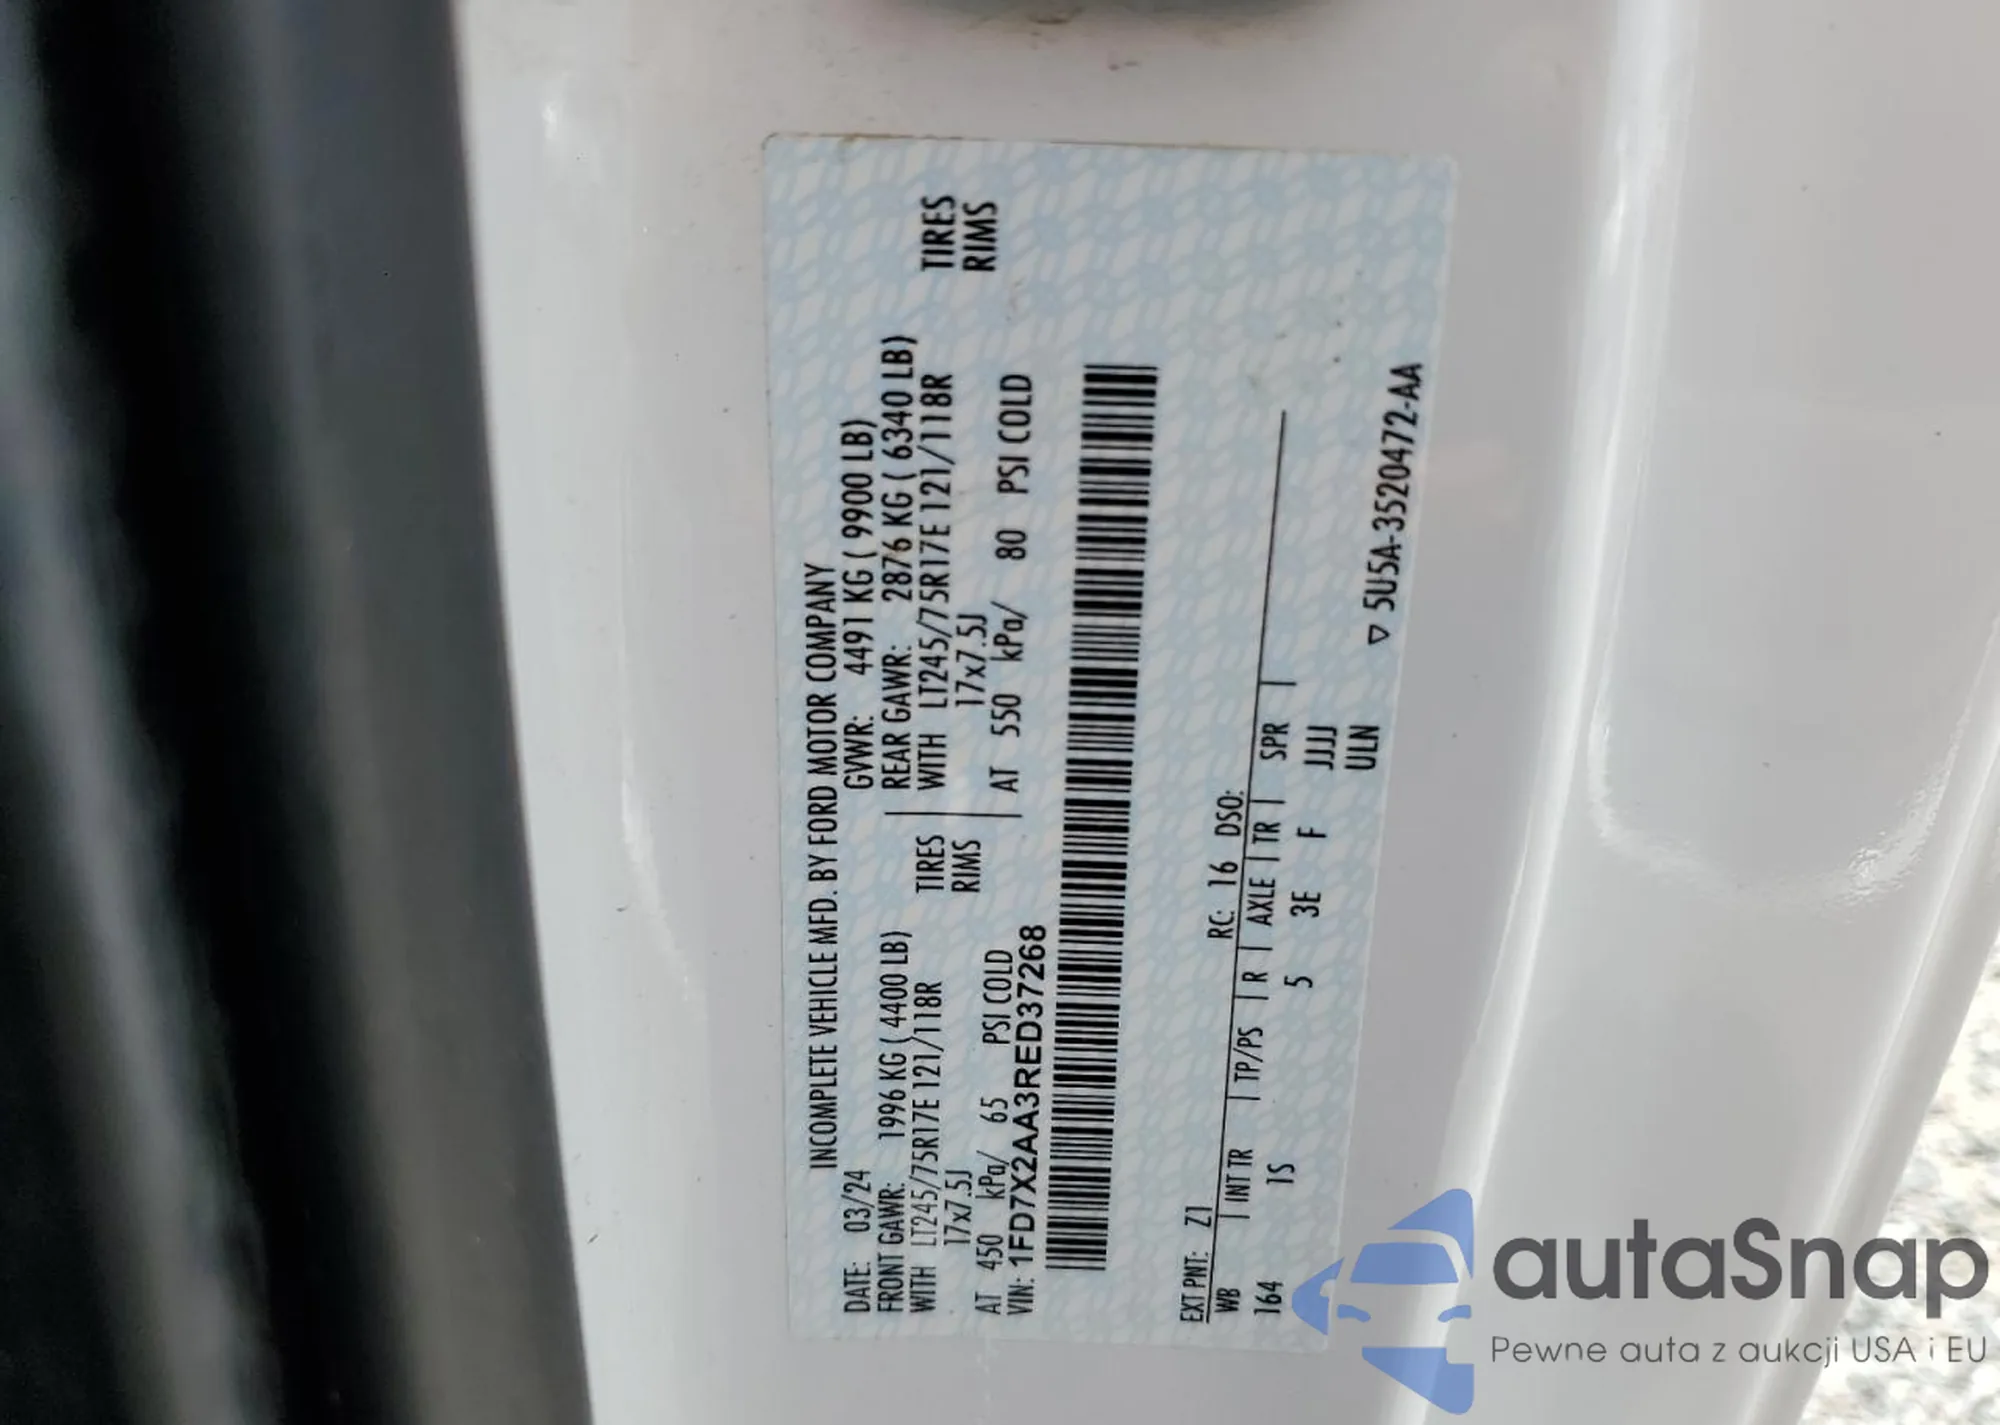 INCOMPLETE VEHICLE MFD. BY FORD MOTOR COMPANY
DATE: 03/24 GVWR: 4491 KG ( 9900 LB)
FRONT GAWR: 1996 KG ( 4400 LB) REAR GAWR: 2876 KG ( 6340 LB)
WITH LT245/75R17E 121/118R TIRES WITH LT245/75R17E 121/118R TIRES
17x7.5J RIMS 17x7.5J RIMS
AT 450 kPa/ 65 PSI COLD AT 550 kPa/ 80 PSI COLD
VIN: 1FD7X2AA3RED37268
EXT PNT: Z1 RC: 16 DSO:
WB INT TR TP/PS R AXLE TR SPR
164 1S 5 3E F JJJJ
ULN
▽ 5U5A-3520472-AA
autaSnap
Pewne auta z aukcji USA i EU